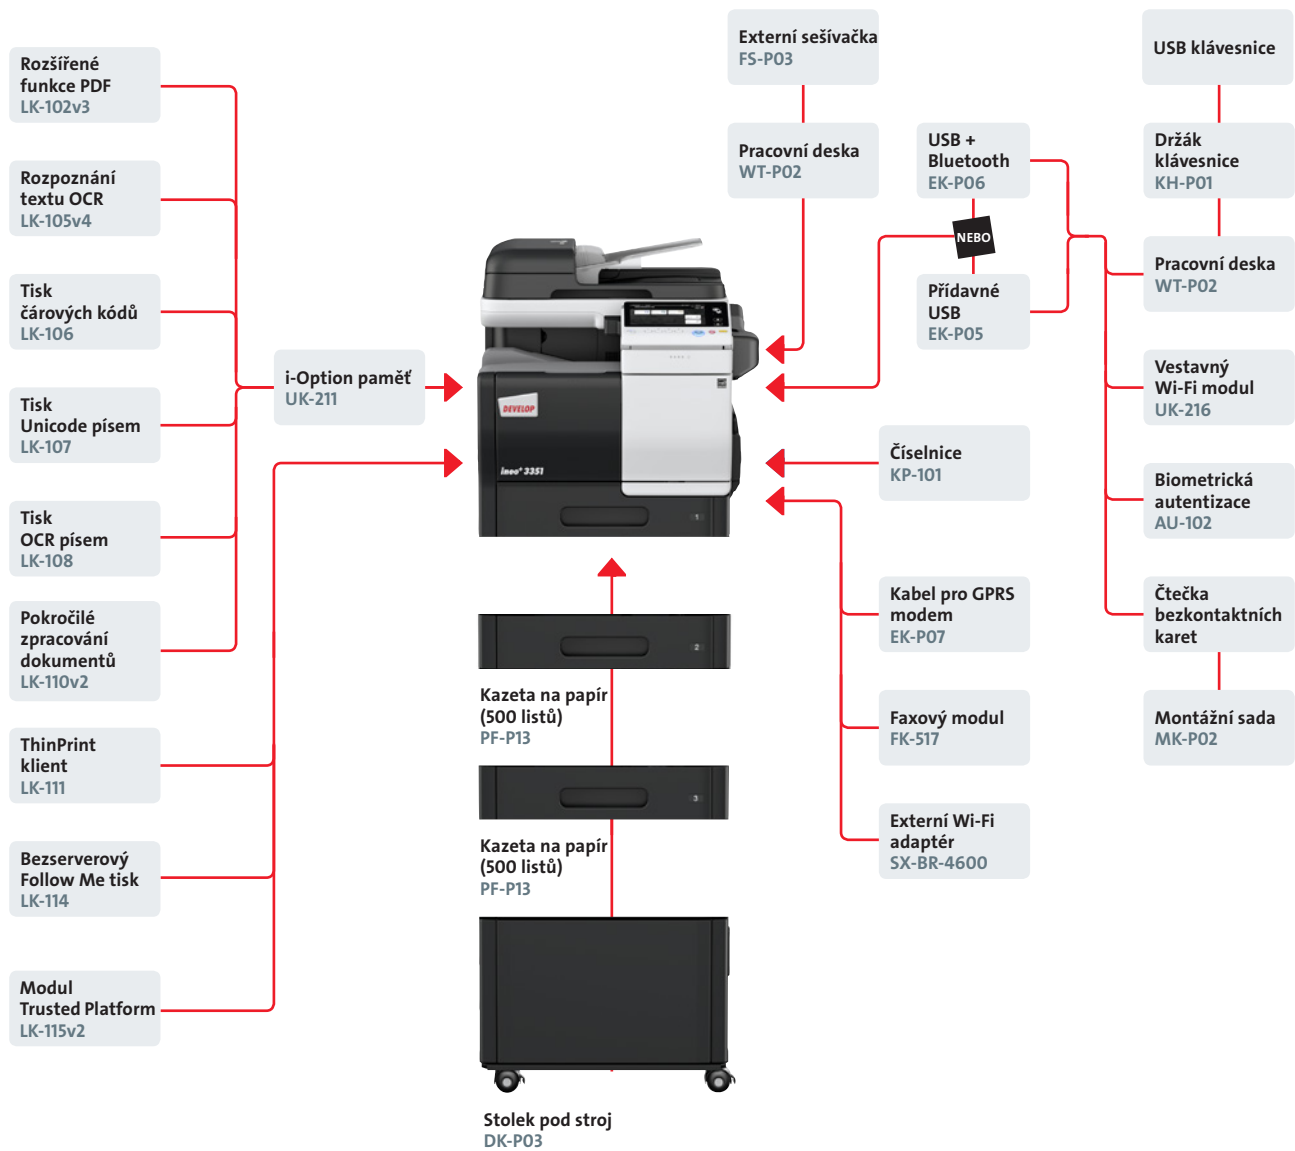 Rozšířené
funkce PDF
LK-102v3
Rozpoznání
textu OCR
LK-105v4
Tisk
čárových kódů
LK-106
Tisk
Unicode písem
LK-107
Tisk
OCR písem
LK-108
Pokročilé
zpracování
dokumentů
LK-110v2
ThinPrint
klient
LK-111
Bezserverový
Follow Me tisk
LK-114
Modul
Trusted Platform
LK-115v2
i-Option paměť
UK-211
DEVELOP
ineo+ 3351
1
2
Kazeta na papír
(500 listů)
PF-P13
3
Kazeta na papír
(500 listů)
PF-P13
Stolek pod stroj
DK-P03
Externí sešívačka
FS-P03
Pracovní deska
WT-P02
USB +
Bluetooth
EK-P06
NEBO
Přídavné
USB
EK-P05
Číselnice
KP-101
Kabel pro GPRS
modem
EK-P07
Faxový modul
FK-517
Externí Wi-Fi
adaptér
SX-BR-4600
USB klávesnice
Držák
klávesnice
KH-P01
Pracovní deska
WT-P02
Vestavný
Wi-Fi modul
UK-216
Biometrická
autentizace
AU-102
Čtečka
bezkontaktních
karet
Montážní sada
MK-P02